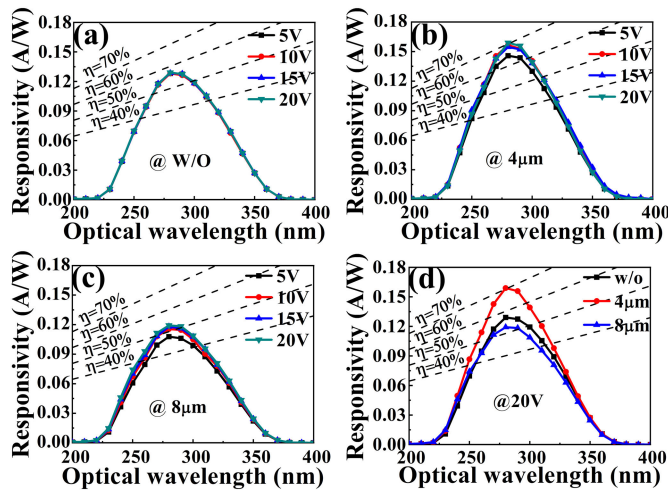 (a)
5V
10V
15V
20V
η=70%
η=60%
η=50%
η=40%
@ W/O
Responsivity (A/W)
0.18
0.15
0.12
0.09
0.06
0.03
0.00
200 250 300 350 400
Optical wavelength (nm)
(b)
5V
10V
15V
20V
η=70%
η=60%
η=50%
η=40%
@ 4μm
Responsivity (A/W)
0.18
0.15
0.12
0.09
0.06
0.03
0.00
200 250 300 350 400
Optical wavelength (nm)
(c)
5V
10V
15V
20V
η=70%
η=60%
η=50%
η=40%
@ 8μm
Responsivity (A/W)
0.18
0.15
0.12
0.09
0.06
0.03
0.00
200 250 300 350 400
Optical wavelength (nm)
(d)
w/o
4μm
8μm
η=70%
η=60%
η=50%
η=40%
@20V
Responsivity (A/W)
0.18
0.15
0.12
0.09
0.06
0.03
0.00
200 250 300 350 400
Optical wavelength (nm)